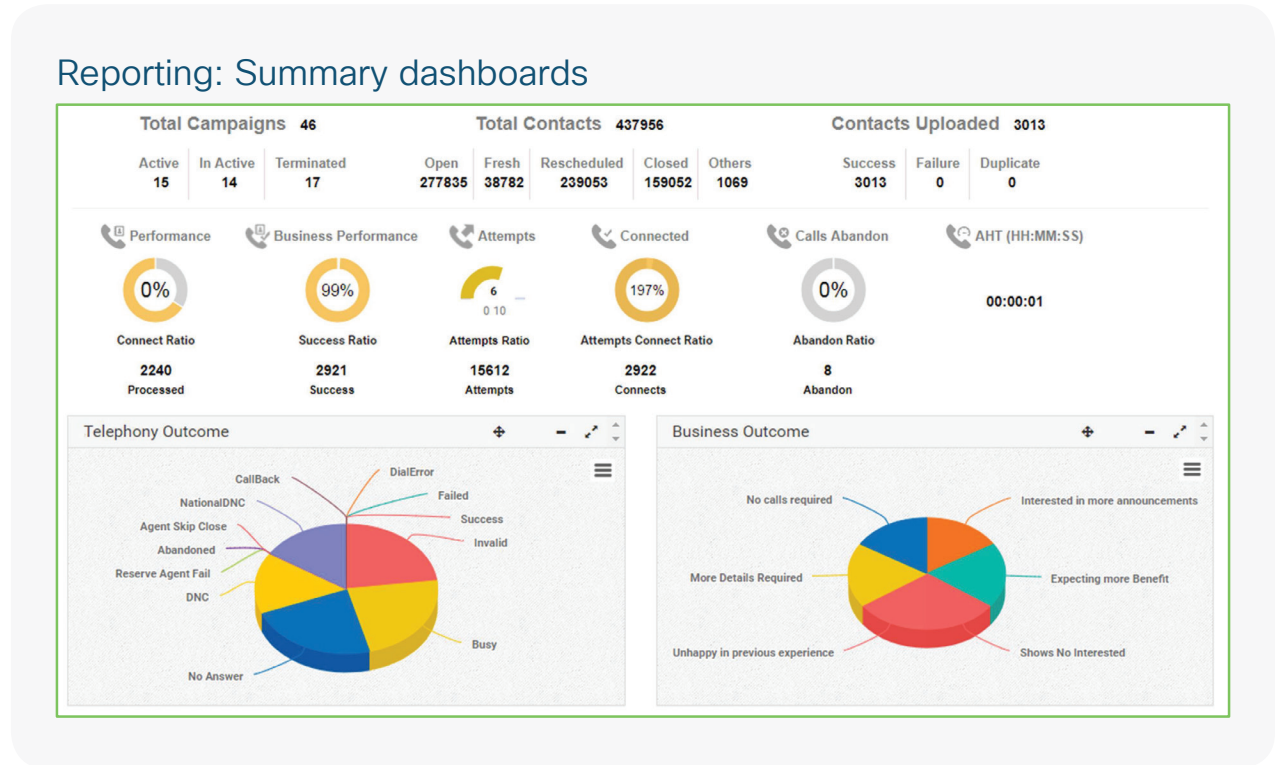 Reporting: Summary dashboards
Total Campaigns 46
Total Contacts 437956
Contacts Uploaded 3013
Active In Active Terminated
15 14 17
Open Fresh Rescheduled Closed Others
277835 38782 239053 159052 1069
Success Failure Duplicate
3013 0 0
Performance Business Performance Attempts Connected Calls Abandon AHT (HH:MM:SS)
0% 99% 6 197% 0% 00:00:01
0 10
Connect Ratio Success Ratio Attempts Ratio Attempts Connect Ratio Abandon Ratio
2240 2921 15612 2922 8
Processed Success Attempts Connects Abandon
Telephony Outcome
CallBack
DialError
NationalDNC
Failed
Agent Skip Close
Success
Abandoned
Invalid
Reserve Agent Fail
DNC
Busy
No Answer
Business Outcome
No calls required
Interested in more announcements
More Details Required
Expecting more Benefit
Unhappy in previous experience
Shows No Interested